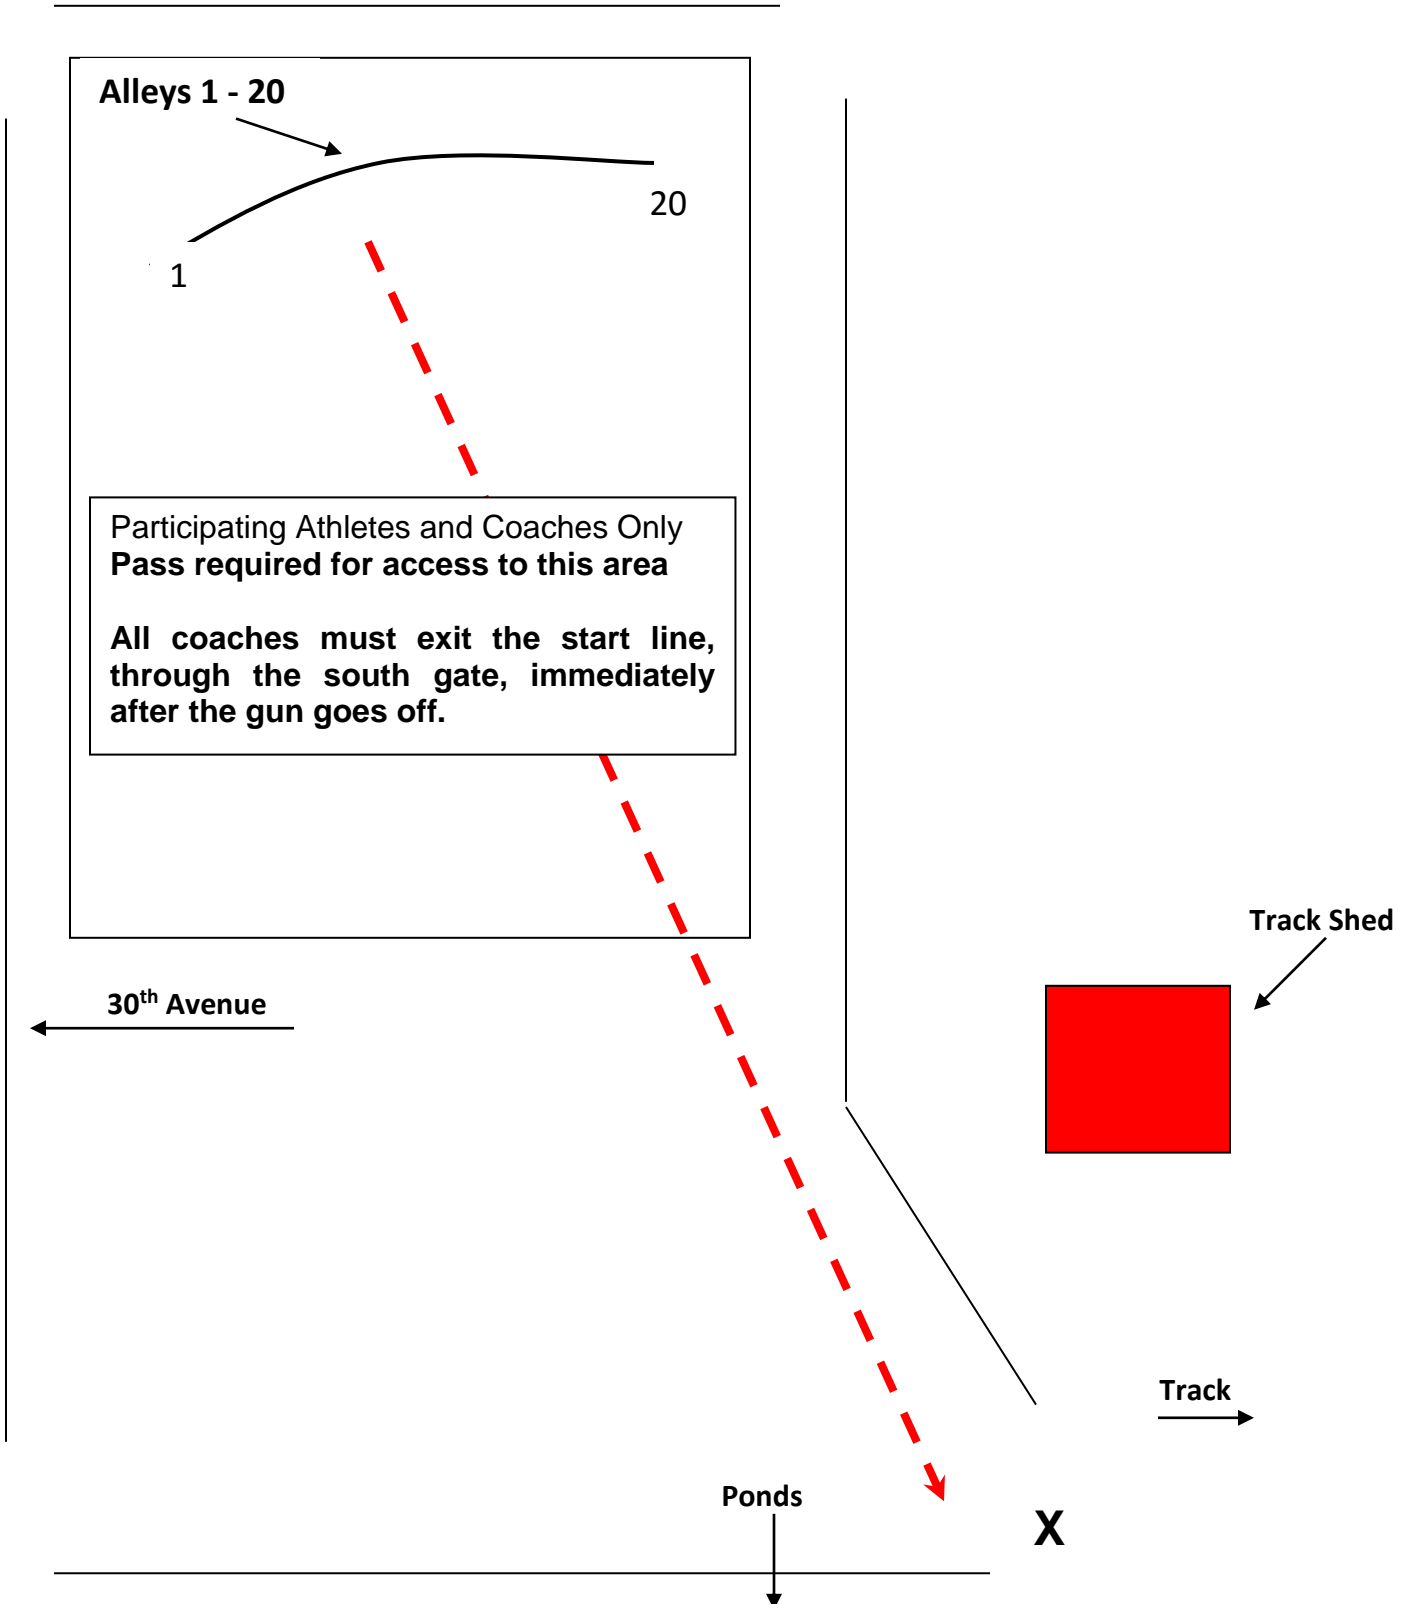 Alleys 1 - 20
20
1
Participating Athletes and Coaches Only
Pass required for access to this area
All coaches must exit the start line,
through the south gate, immediately
after the gun goes off.
Track Shed
30th Avenue
Track
Ponds
X